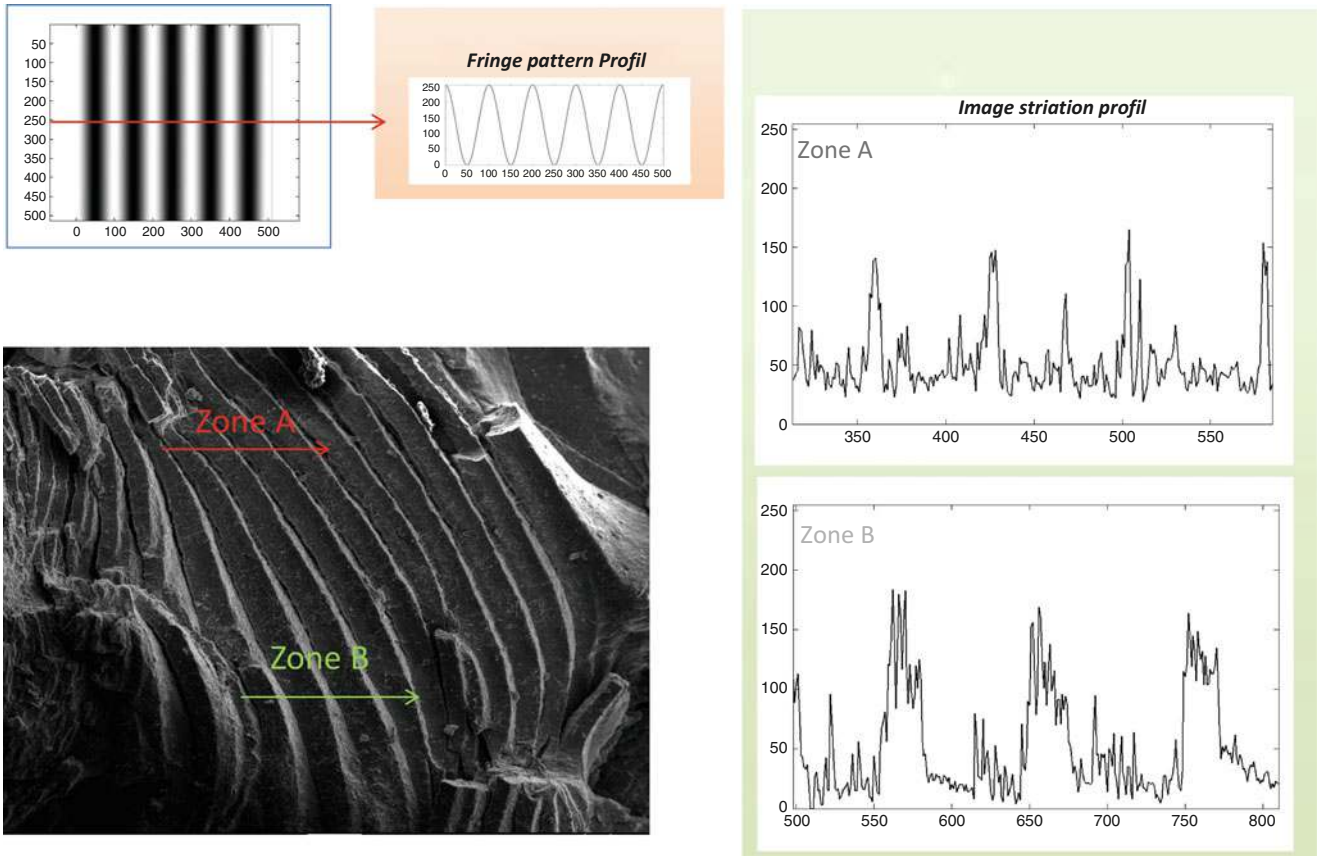 50
100
150
200
250
300
350
400
450
500
0 100 200 300 400 500
Fringe pattern Profil
250
200
150
100
50
0
0 50 100 150 200 250 300 350 400 450 500
Image striation profil
Zone A
250
200
150
100
50
0
350 400 450 500 550
Zone A
Zone B
Zone B
250
200
150
100
50
0
500 550 600 650 700 750 800